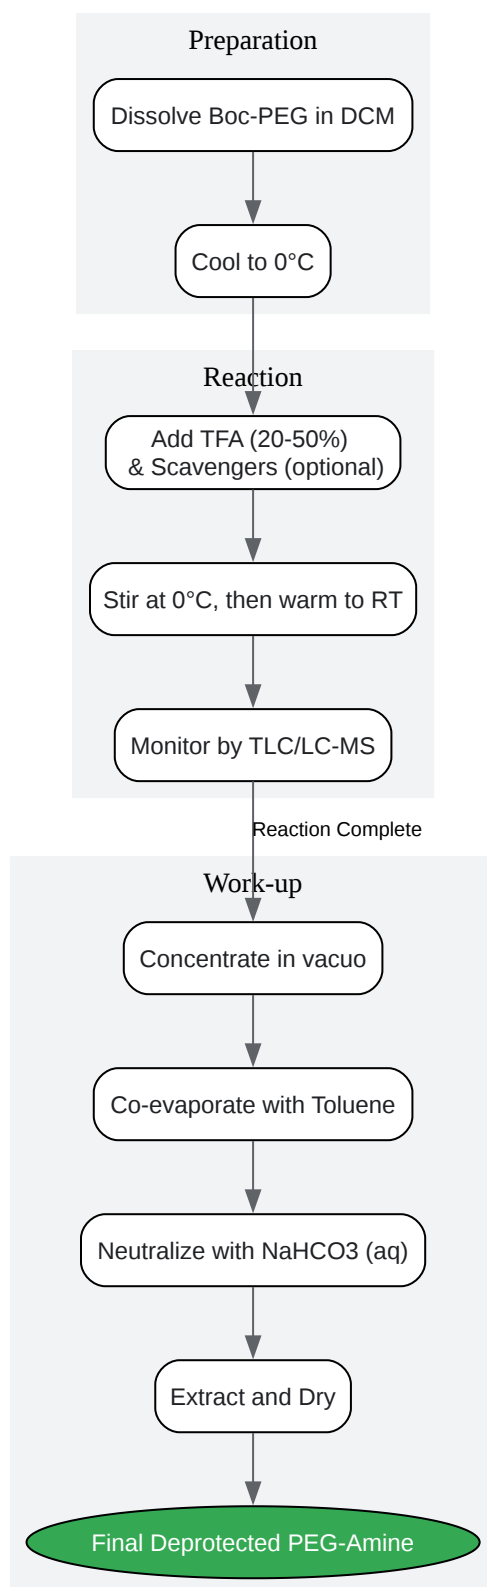 Preparation
Dissolve Boc-PEG in DCM
Cool to 0°C
Reaction
Add TFA (20-50%)
& Scavengers (optional)
Stir at 0°C, then warm to RT
Monitor by TLC/LC-MS
Reaction Complete
Work-up
Concentrate in vacuo
Co-evaporate with Toluene
Neutralize with NaHCO3 (aq)
Extract and Dry
Final Deprotected PEG-Amine